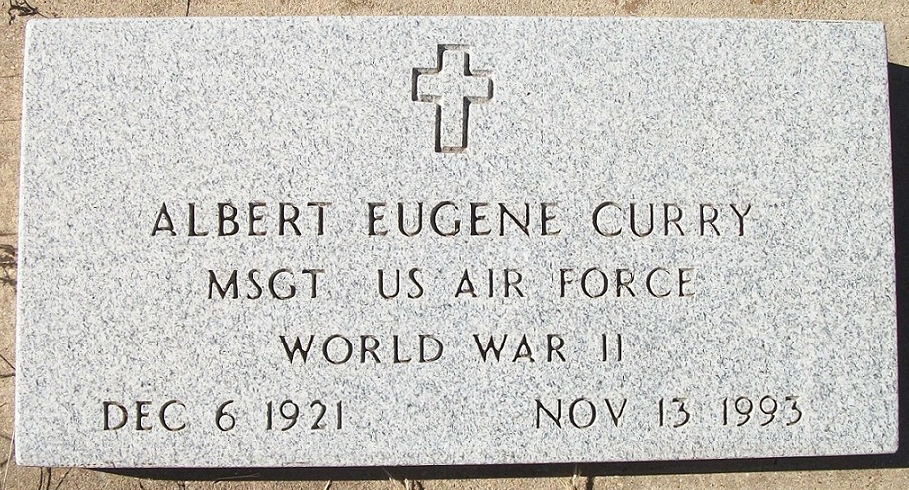 ALBERT EUGENE CURRY
MSGT US AIR FORCE
WORLD WAR II
DEC 6 1921 NOV 13 1993